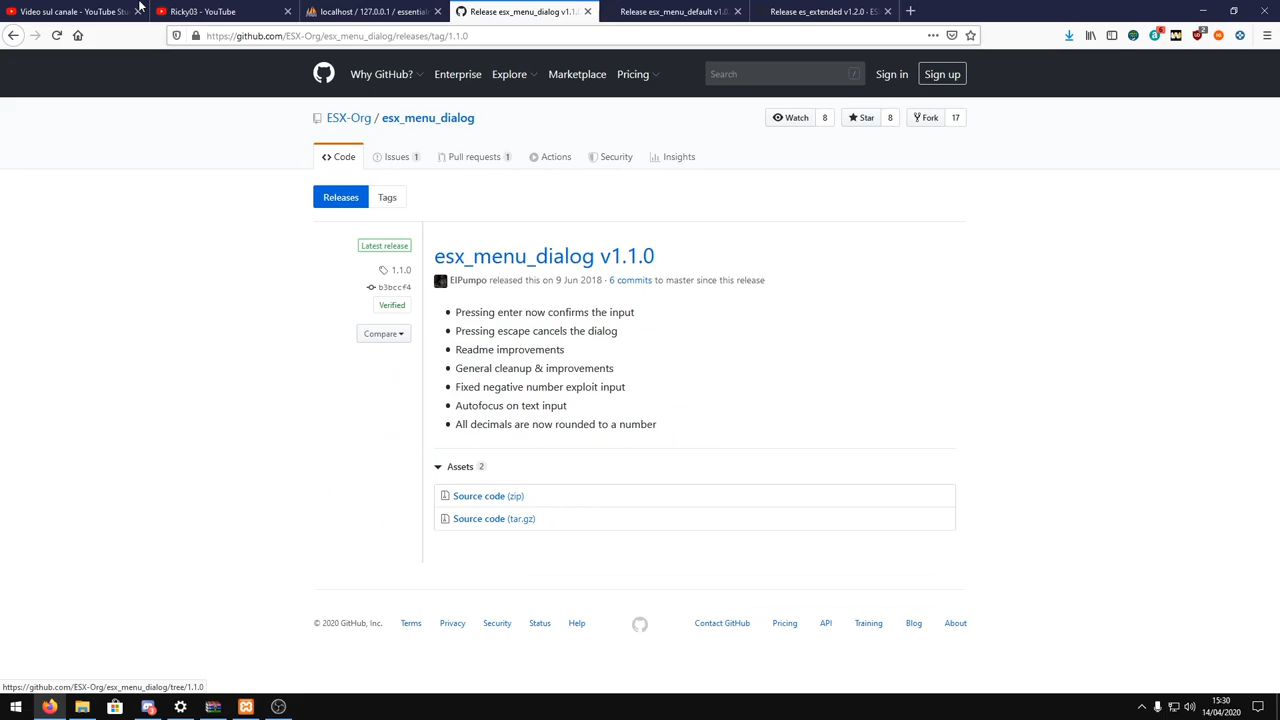 Video sul canale - YouTube Stu
Ricky03 - YouTube
localhost / 127.0.0.1 / essential
Release esx_menu_dialog v1.1.
Release esx_menu_default v1.0
Release es_extended v1.2.0 · ES
https://github.com/ESX-Org/esx_menu_dialog/releases/tag/1.1.0
Why GitHub?
Enterprise
Explore
Marketplace
Pricing
Search
/
Sign in
Sign up
ESX-Org / esx_menu_dialog
Watch 8
Star 8
Fork 17
Code
Issues 1
Pull requests 1
Actions
Security
Insights
Releases
Tags
Latest release
1.1.0
b3bccf4
Verified
Compare
esx_menu_dialog v1.1.0
ElPumpo released this on 9 Jun 2018 · 6 commits to master since this release
• Pressing enter now confirms the input
• Pressing escape cancels the dialog
• Readme improvements
• General cleanup & improvements
• Fixed negative number exploit input
• Autofocus on text input
• All decimals are now rounded to a number
Assets 2
Source code (zip)
Source code (tar.gz)
© 2020 GitHub, Inc.
Terms
Privacy
Security
Status
Help
Contact GitHub
Pricing
API
Training
Blog
About
https://github.com/ESX-Org/esx_menu_dialog/tree/1.1.0
15:30
14/04/2020